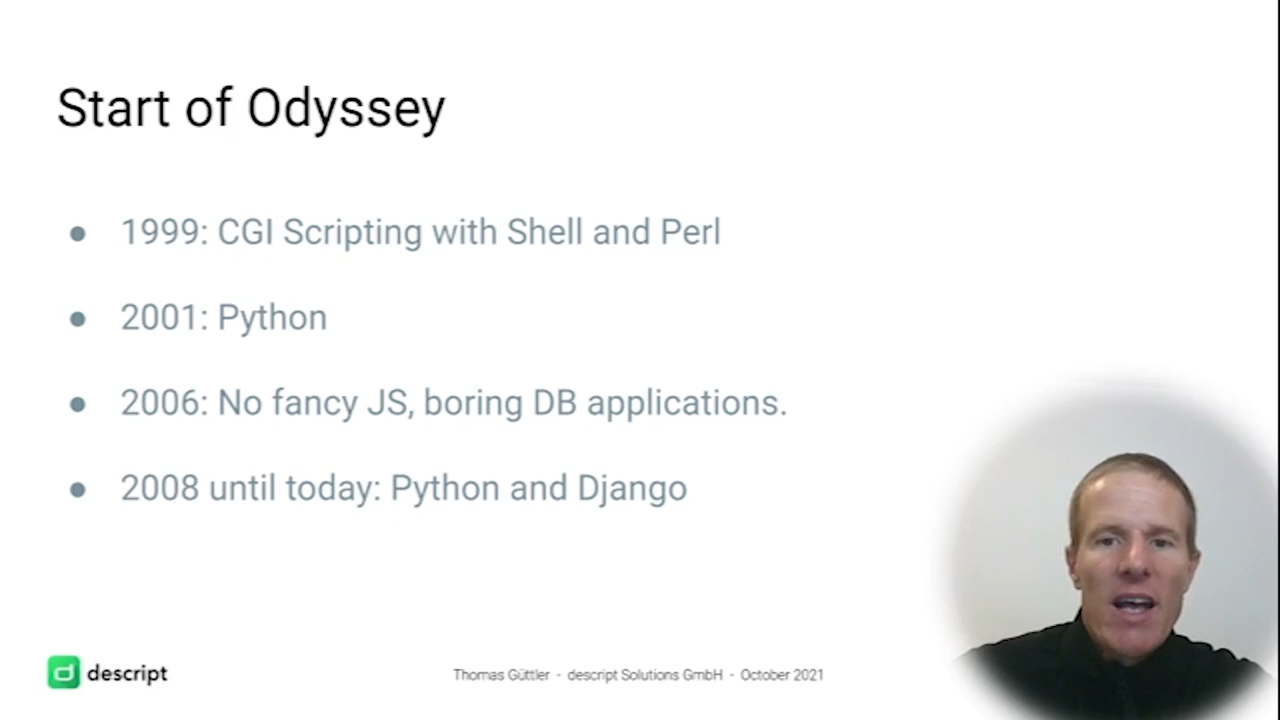 Start of Odyssey
● 1999: CGI Scripting with Shell and Perl
● 2001: Python
● 2006: No fancy JS, boring DB applications.
● 2008 until today: Python and Django
descript
Thomas Güttler - descript Solutions GmbH - October 2021